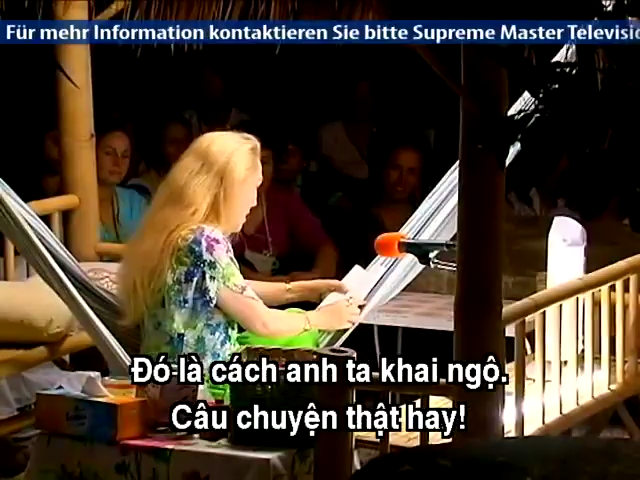 Für mehr Information kontaktieren Sie bitte Supreme Master Televisio
Đó là cách anh ta khai ngộ.
Câu chuyện thật hay!